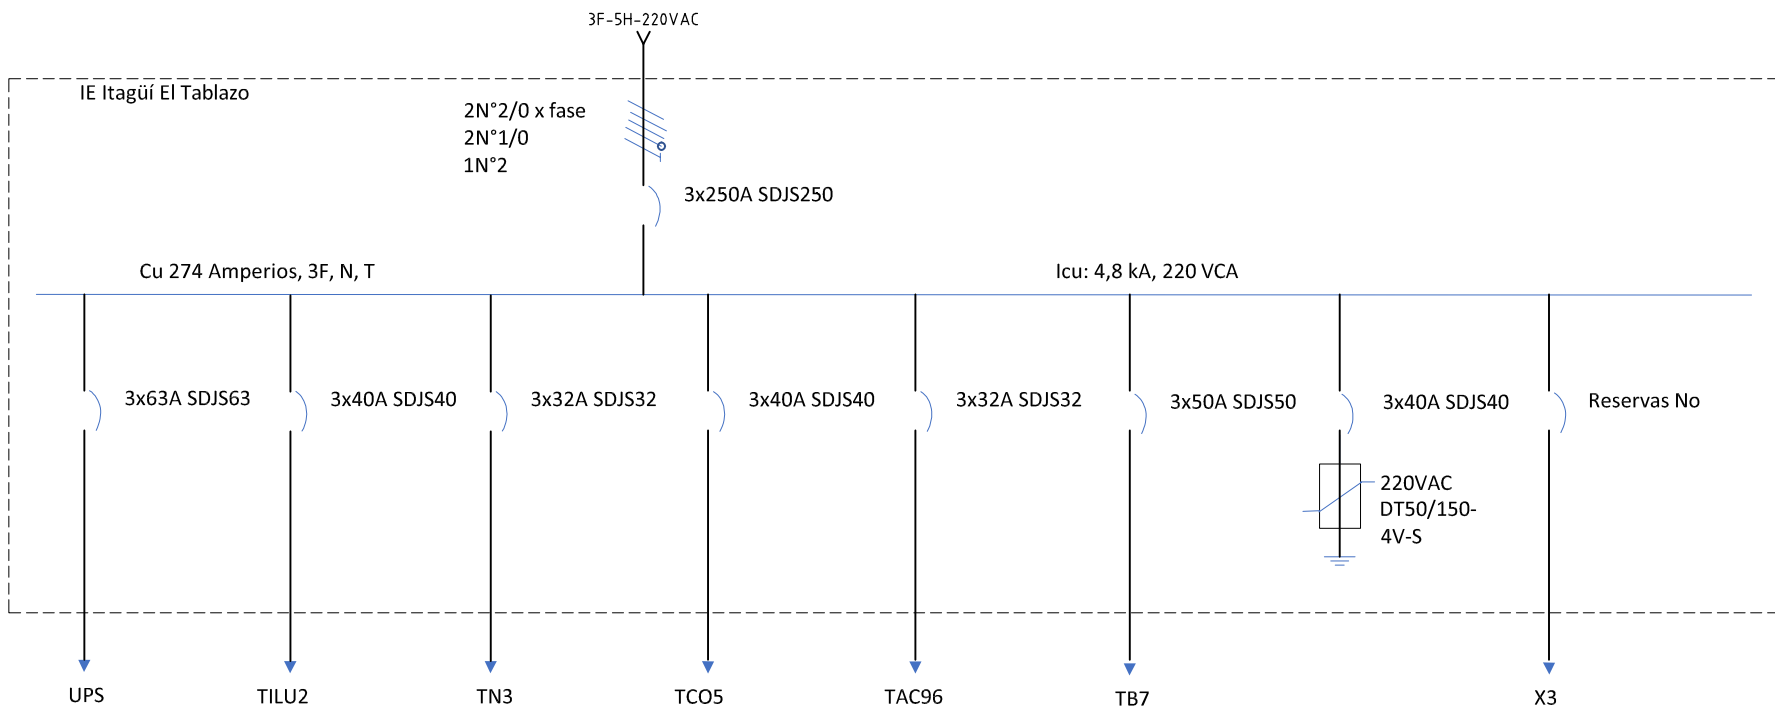 3F-5H-220VAC
IE Itagüí El Tablazo
2N°2/0 x fase
2N°1/0
1N°2
3x250A SDJS250
Cu 274 Amperios, 3F, N, T
Icu: 4,8 kA, 220 VCA
3x63A SDJS63
3x40A SDJS40
3x32A SDJS32
3x40A SDJS40
3x32A SDJS32
3x50A SDJS50
3x40A SDJS40
Reservas No
220VAC
DT50/150-
4V-S
UPS
TILU2
TN3
TCO5
TAC96
TB7
X3